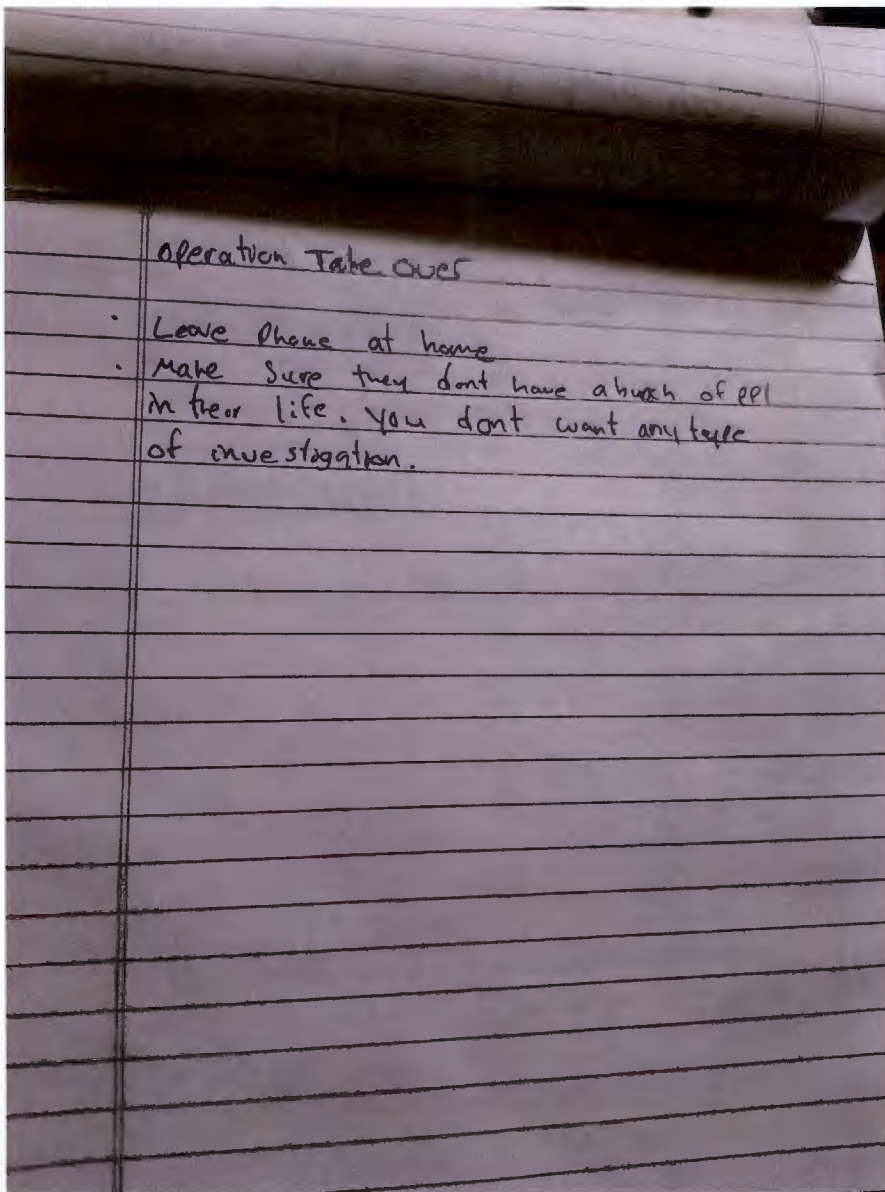 Operation Take over
· Leave Phone at home
· Make Sure they dont have a bunch of ppl
in their life. You dont want any type
of investigation.